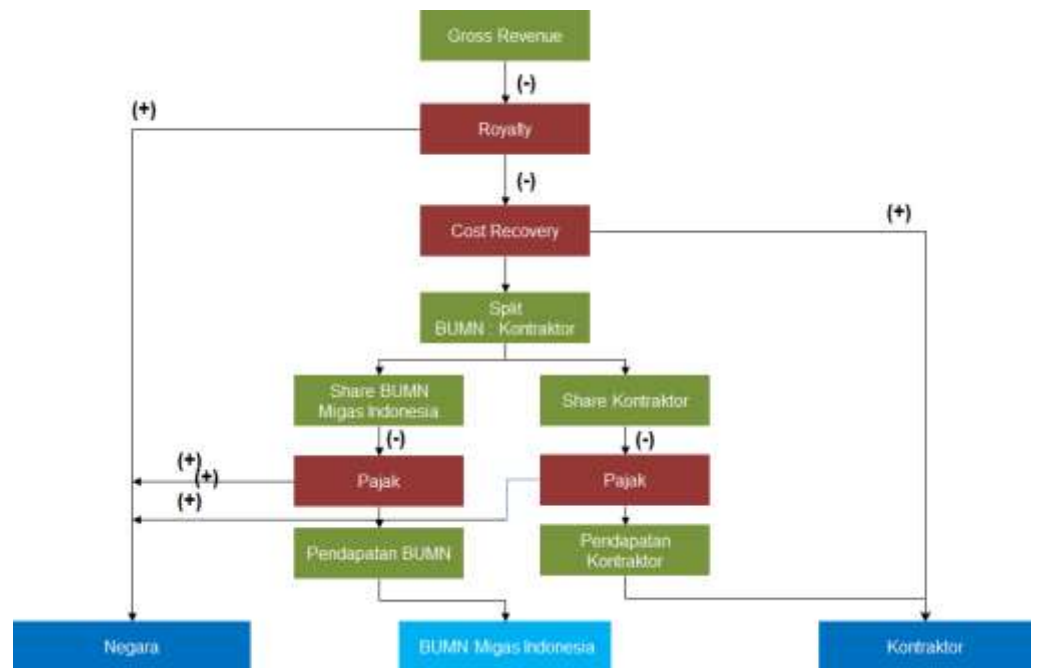 Gross Revenue
(-)
(+)
Royalty
(-)
(+)
Cost Recovery
Split
BUMN : Kontraktor
Share BUMN
Migas Indonesia
Share Kontraktor
(-)
(-)
(+)
(+)
Pajak
Pajak
(+)
Pendapatan BUMN
Pendapatan
Kontraktor
Negara
BUMN Migas Indonesia
Kontraktor